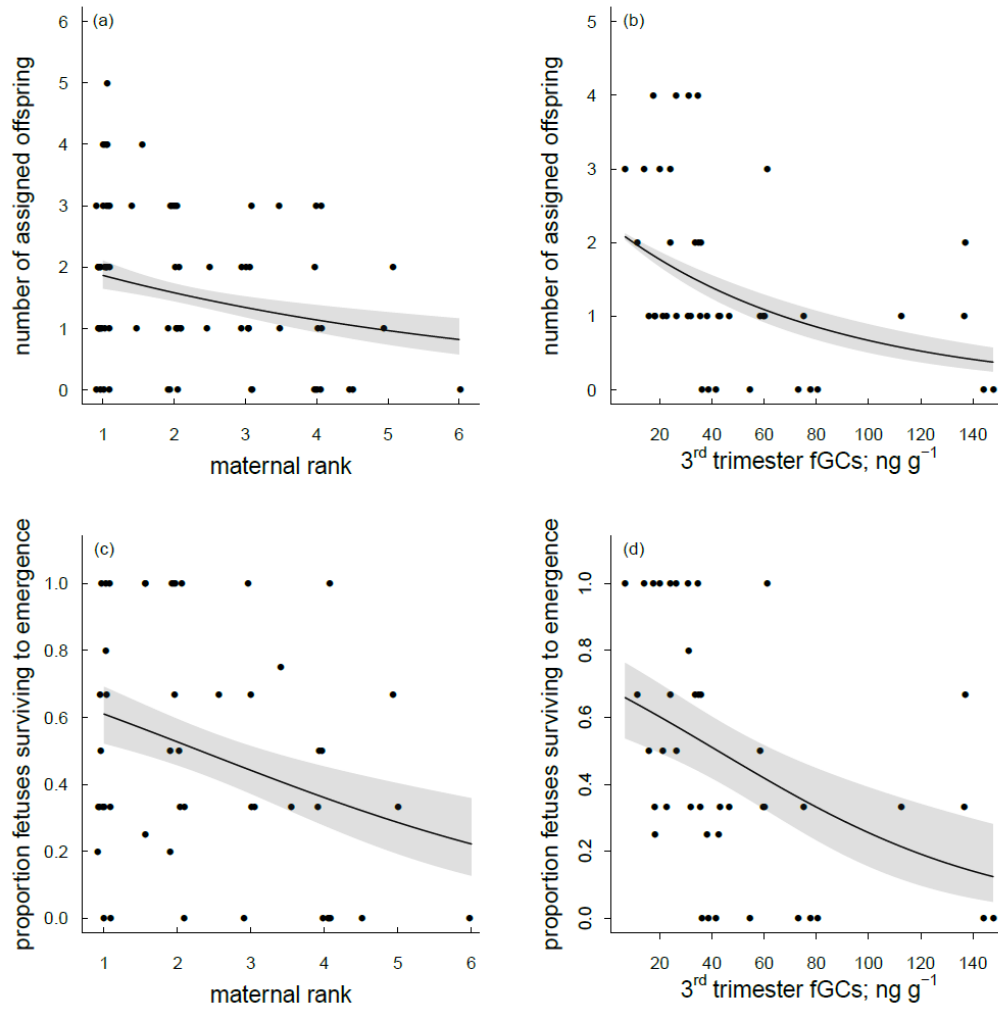 (a)
number of assigned offspring
6
5
4
3
2
1
0
1 2 3 4 5 6
maternal rank
(b)
number of assigned offspring
5
4
3
2
1
0
20 40 60 80 100 120 140
3rd trimester fGCs; ng g−1
(c)
proportion fetuses surviving to emergence
1.0
0.8
0.6
0.4
0.2
0.0
1 2 3 4 5 6
maternal rank
(d)
proportion fetuses surviving to emergence
1.0
0.8
0.6
0.4
0.2
0.0
20 40 60 80 100 120 140
3rd trimester fGCs; ng g−1